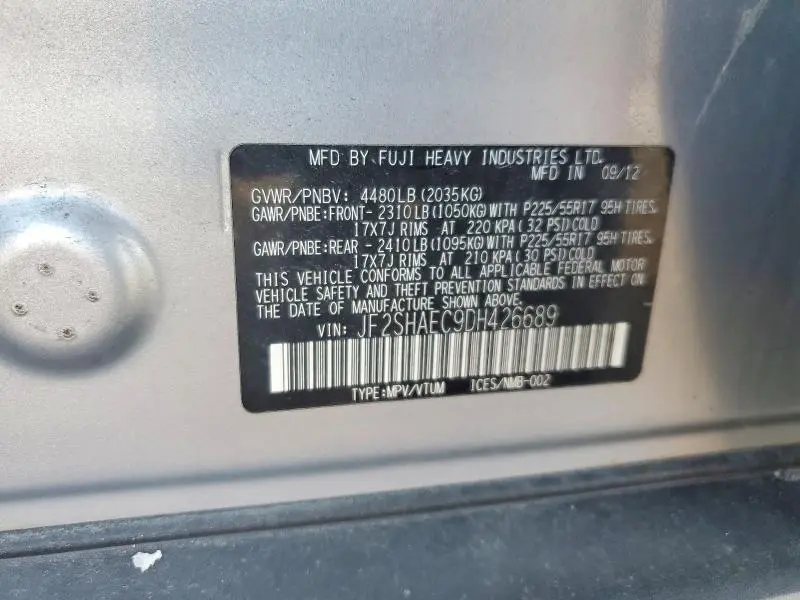 MFD BY FUJI HEAVY INDUSTRIES LTD.
MFD IN 09/12
GVWR/PNBV: 4480LB (2035KG)
GAWR/PNBE:FRONT- 2310LB(1050KG)WITH P225/55R17 95H TIRES,
17X7J RIMS AT 220 KPA(32 PSI)COLD
GAWR/PNBE:REAR - 2410LB(1095KG)WITH P225/55R17 95H TIRES,
17X7J RIMS AT 210 KPA(30 PSI)COLD
THIS VEHICLE CONFORMS TO ALL APPLICABLE FEDERAL MOTOR
VEHICLE SAFETY AND THEFT PREVENTION STANDARDS IN EFFECT ON
THE DATE OF MANUFACTURE SHOWN ABOVE.
VIN: JF2SHAEC9DH426689
TYPE:MPV/VTUM ICES/NMB-002